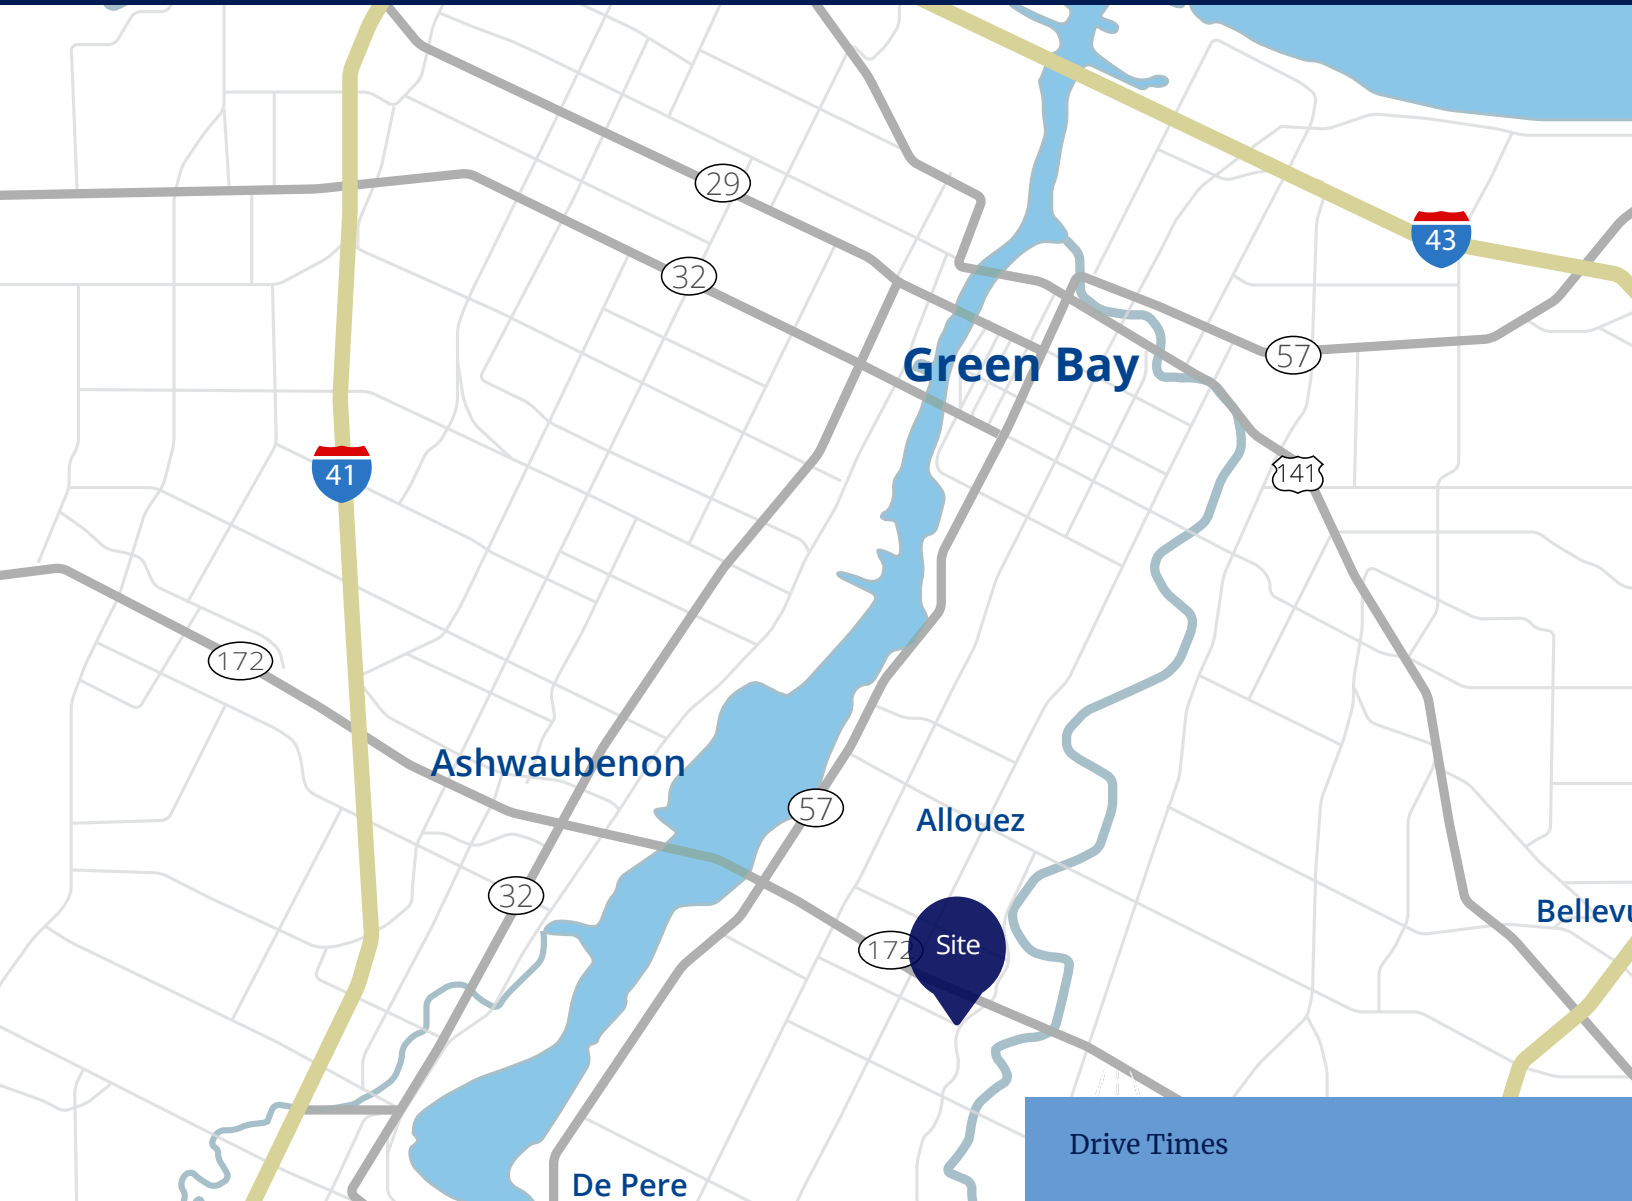 29
43
32
57
Green Bay
41
141
172
Ashwaubenon
57
Allouez
32
Bellevu
172
Site
Drive Times
De Pere